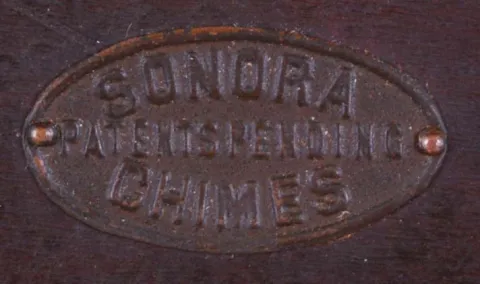 SONORA
PATENTS PENDING
CHIMES